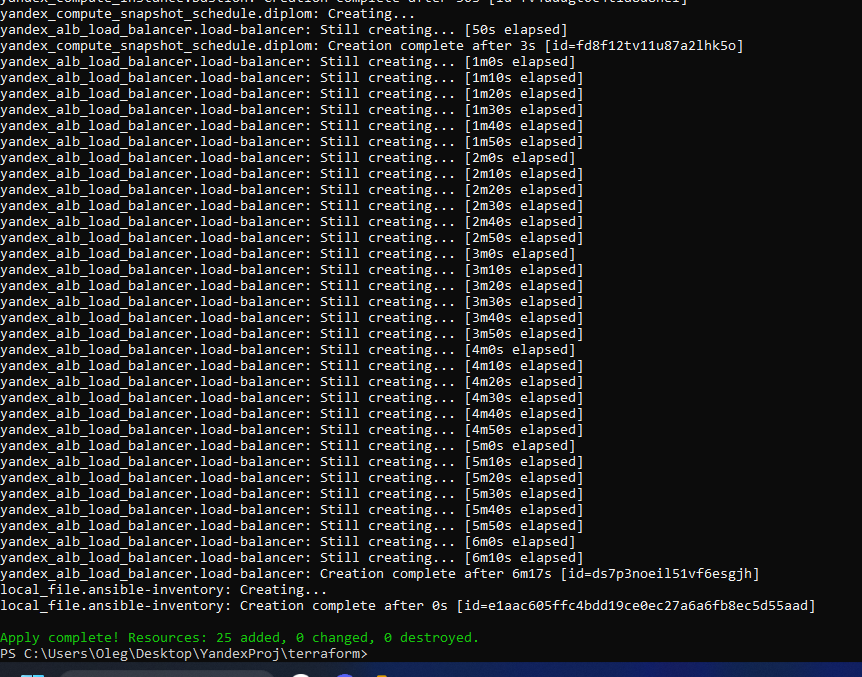 yandex_compute_snapshot_schedule.diplom: Creating...
yandex_alb_load_balancer.load-balancer: Still creating... [50s elapsed]
yandex_compute_snapshot_schedule.diplom: Creation complete after 3s [id=fd8f12tv11u87a2lhk5o]
yandex_alb_load_balancer.load-balancer: Still creating... [1m0s elapsed]
yandex_alb_load_balancer.load-balancer: Still creating... [1m10s elapsed]
yandex_alb_load_balancer.load-balancer: Still creating... [1m20s elapsed]
yandex_alb_load_balancer.load-balancer: Still creating... [1m30s elapsed]
yandex_alb_load_balancer.load-balancer: Still creating... [1m40s elapsed]
yandex_alb_load_balancer.load-balancer: Still creating... [1m50s elapsed]
yandex_alb_load_balancer.load-balancer: Still creating... [2m0s elapsed]
yandex_alb_load_balancer.load-balancer: Still creating... [2m10s elapsed]
yandex_alb_load_balancer.load-balancer: Still creating... [2m20s elapsed]
yandex_alb_load_balancer.load-balancer: Still creating... [2m30s elapsed]
yandex_alb_load_balancer.load-balancer: Still creating... [2m40s elapsed]
yandex_alb_load_balancer.load-balancer: Still creating... [2m50s elapsed]
yandex_alb_load_balancer.load-balancer: Still creating... [3m0s elapsed]
yandex_alb_load_balancer.load-balancer: Still creating... [3m10s elapsed]
yandex_alb_load_balancer.load-balancer: Still creating... [3m20s elapsed]
yandex_alb_load_balancer.load-balancer: Still creating... [3m30s elapsed]
yandex_alb_load_balancer.load-balancer: Still creating... [3m40s elapsed]
yandex_alb_load_balancer.load-balancer: Still creating... [3m50s elapsed]
yandex_alb_load_balancer.load-balancer: Still creating... [4m0s elapsed]
yandex_alb_load_balancer.load-balancer: Still creating... [4m10s elapsed]
yandex_alb_load_balancer.load-balancer: Still creating... [4m20s elapsed]
yandex_alb_load_balancer.load-balancer: Still creating... [4m30s elapsed]
yandex_alb_load_balancer.load-balancer: Still creating... [4m40s elapsed]
yandex_alb_load_balancer.load-balancer: Still creating... [4m50s elapsed]
yandex_alb_load_balancer.load-balancer: Still creating... [5m0s elapsed]
yandex_alb_load_balancer.load-balancer: Still creating... [5m10s elapsed]
yandex_alb_load_balancer.load-balancer: Still creating... [5m20s elapsed]
yandex_alb_load_balancer.load-balancer: Still creating... [5m30s elapsed]
yandex_alb_load_balancer.load-balancer: Still creating... [5m40s elapsed]
yandex_alb_load_balancer.load-balancer: Still creating... [5m50s elapsed]
yandex_alb_load_balancer.load-balancer: Still creating... [6m0s elapsed]
yandex_alb_load_balancer.load-balancer: Still creating... [6m10s elapsed]
yandex_alb_load_balancer.load-balancer: Creation complete after 6m17s [id=ds7p3noeil51vf6esgjh]
local_file.ansible-inventory: Creating...
local_file.ansible-inventory: Creation complete after 0s [id=e1aac605ffc4bdd19ce0ec27a6a6fb8ec5d55aad]
Apply complete! Resources: 25 added, 0 changed, 0 destroyed.
PS C:\Users\Oleg\Desktop\YandexProj\terraform>